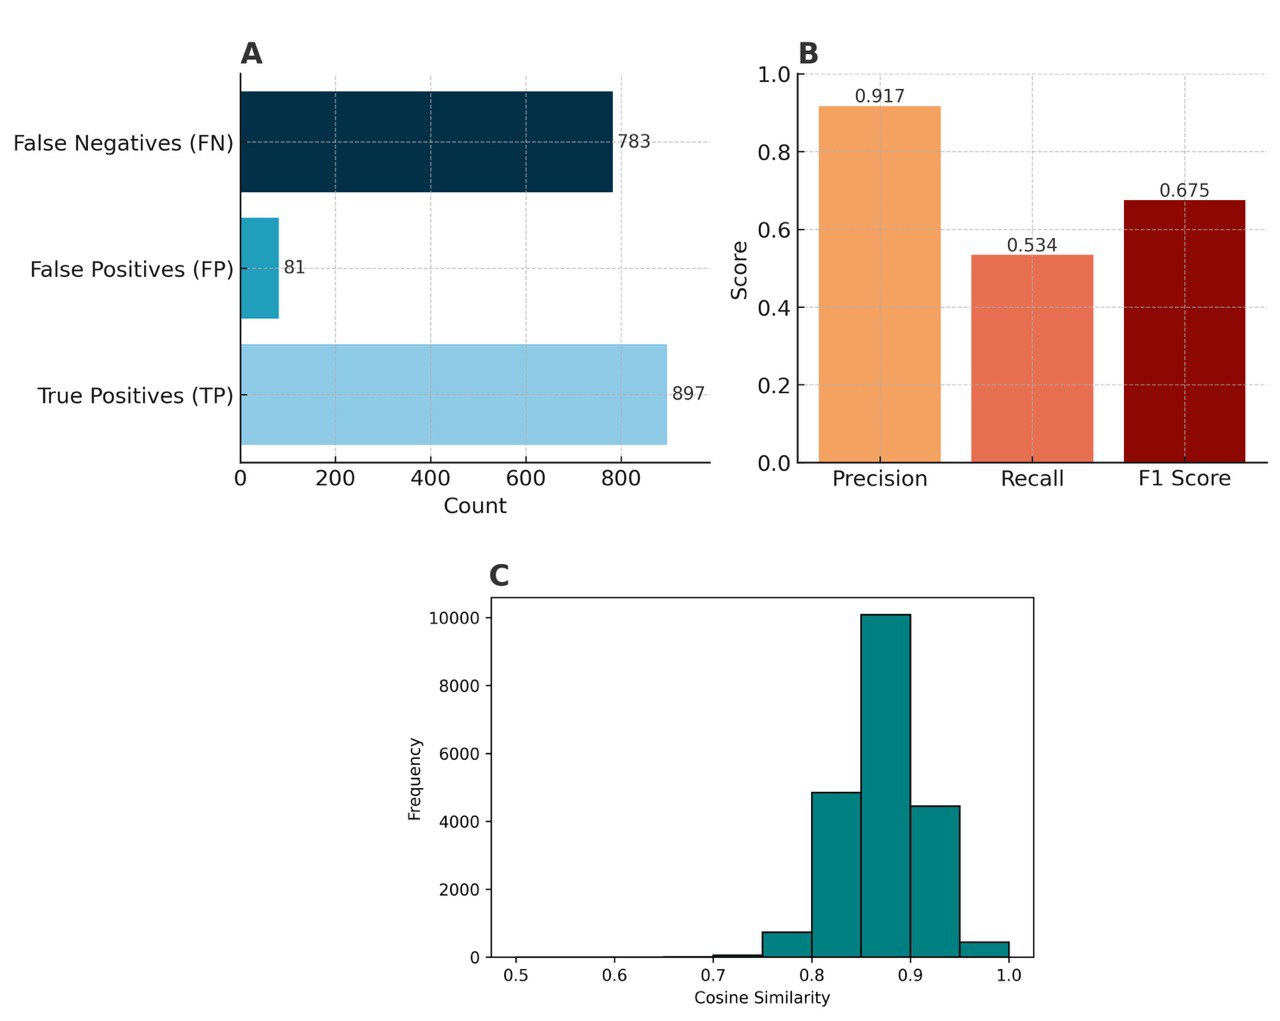 A
False Negatives (FN)
783
False Positives (FP)
81
True Positives (TP)
897
0 200 400 600 800
Count
B
1.0
0.8
0.6
0.4
0.2
0.0
Score
0.917
0.534
0.675
Precision Recall F1 Score
C
10000
8000
6000
4000
2000
0
Frequency
0.5 0.6 0.7 0.8 0.9 1.0
Cosine Similarity